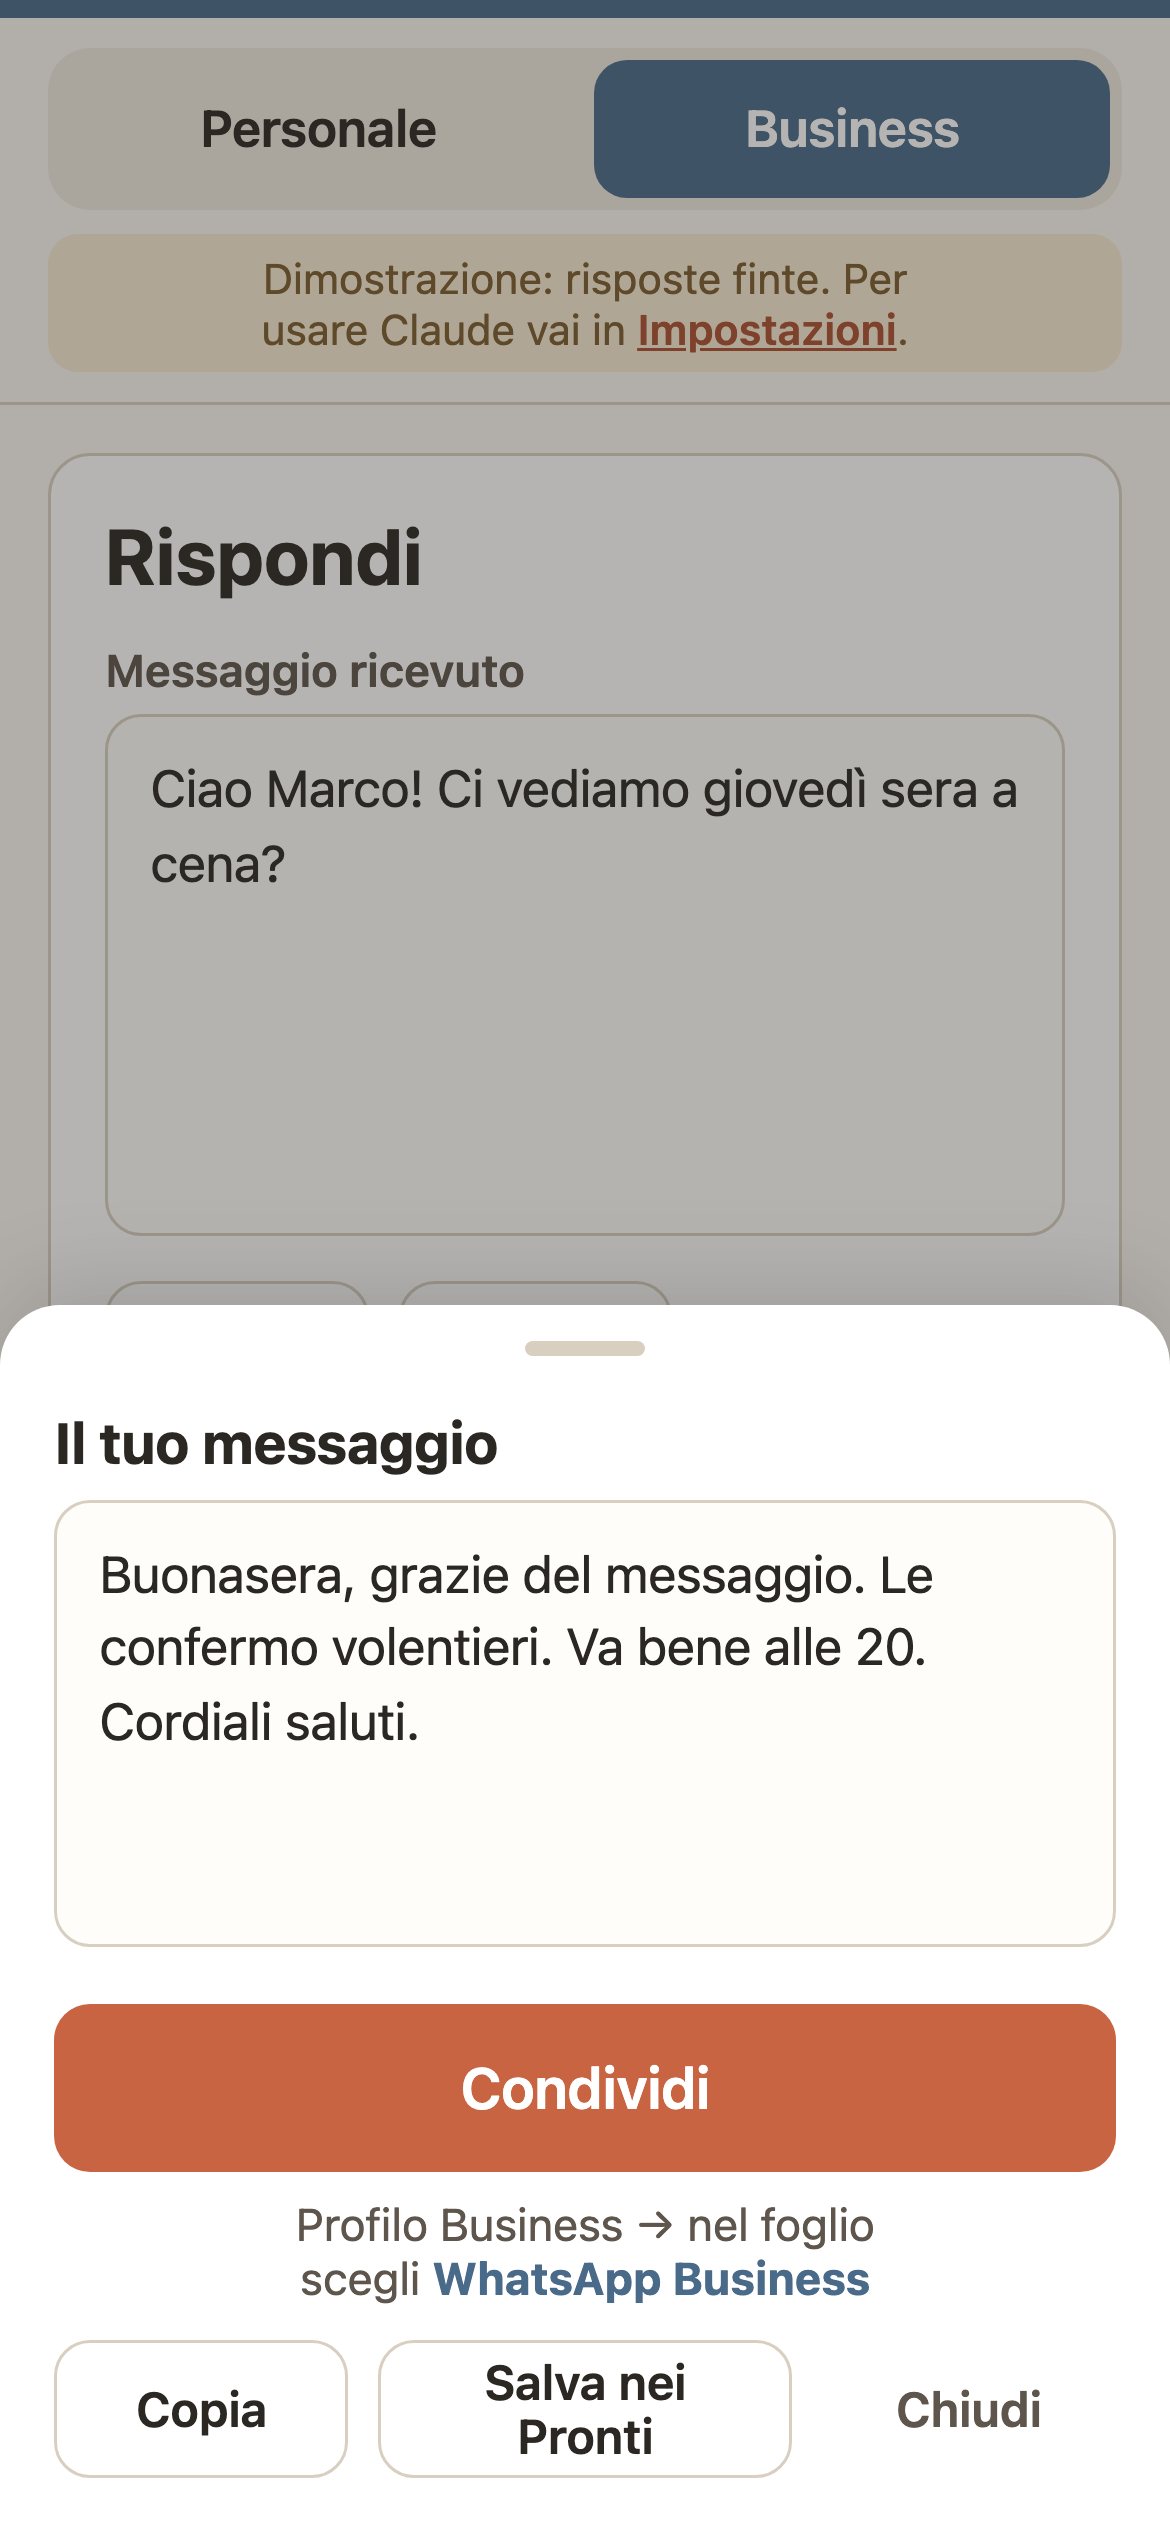 Personale
Business
Dimostrazione: risposte finte. Per
usare Claude vai in Impostazioni.
Rispondi
Messaggio ricevuto
Ciao Marco! Ci vediamo giovedì sera a
cena?
Il tuo messaggio
Buonasera, grazie del messaggio. Le
confermo volentieri. Va bene alle 20.
Cordiali saluti.
Condividi
Profilo Business → nel foglio
scegli WhatsApp Business
Copia
Salva nei
Pronti
Chiudi